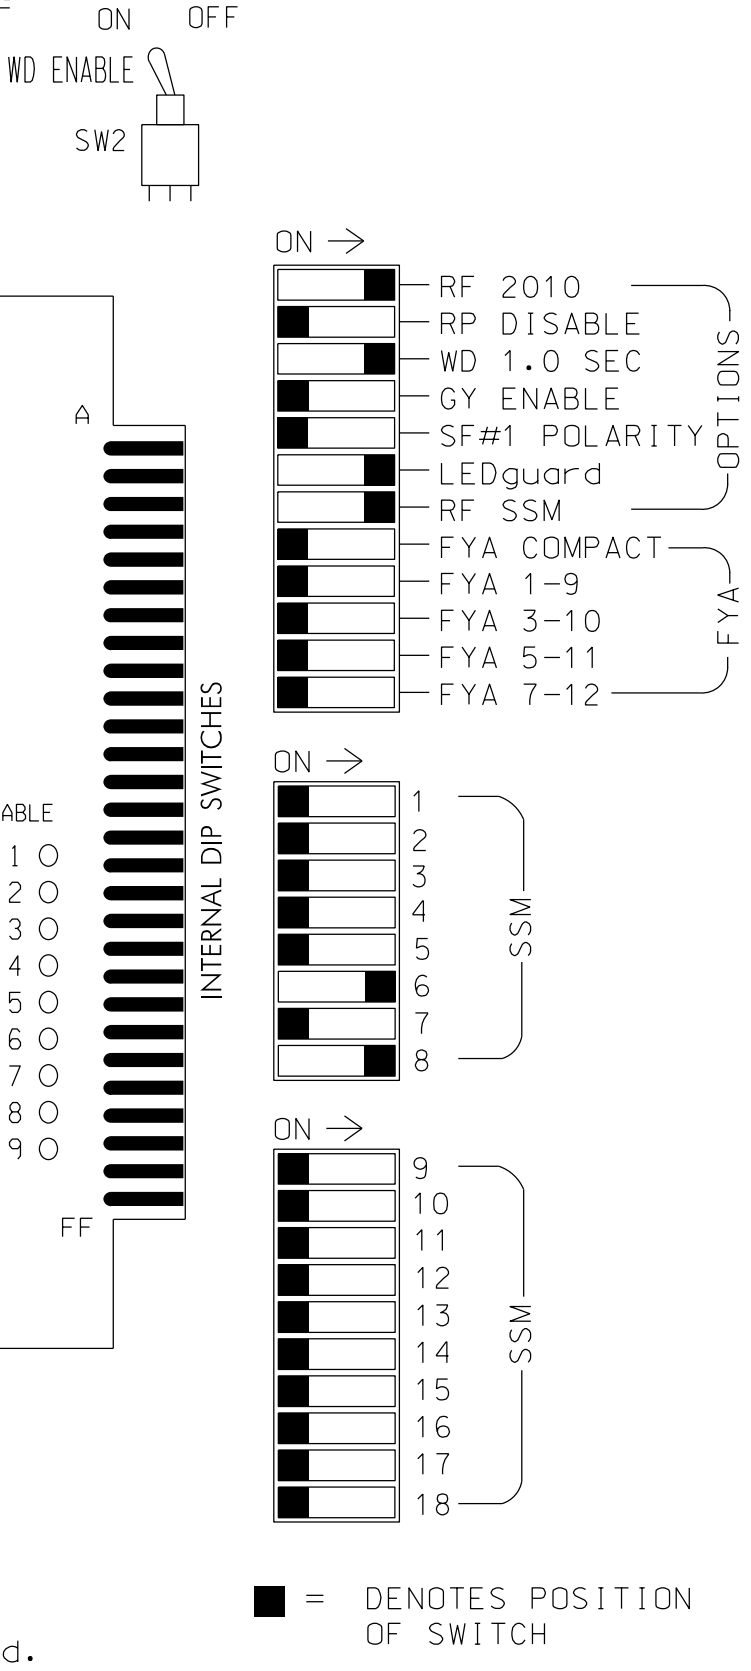 ON OFF
WD ENABLE
SW2
ON →
RF 2010
RP DISABLE
WD 1.0 SEC
GY ENABLE
SF#1 POLARITY
LEDguard
RF SSM
OPTIONS
FYA COMPACT
FYA 1-9
FYA 3-10
FYA 5-11
FYA 7-12
FYA
A
FF
ABLE
1
2
3
4
5
6
7
8
9
INTERNAL DIP SWITCHES
ON →
1
2
3
4
5
6
7
8
SSM
ON →
9
10
11
12
13
14
15
16
17
18
SSM
= DENOTES POSITION
OF SWITCH
d.